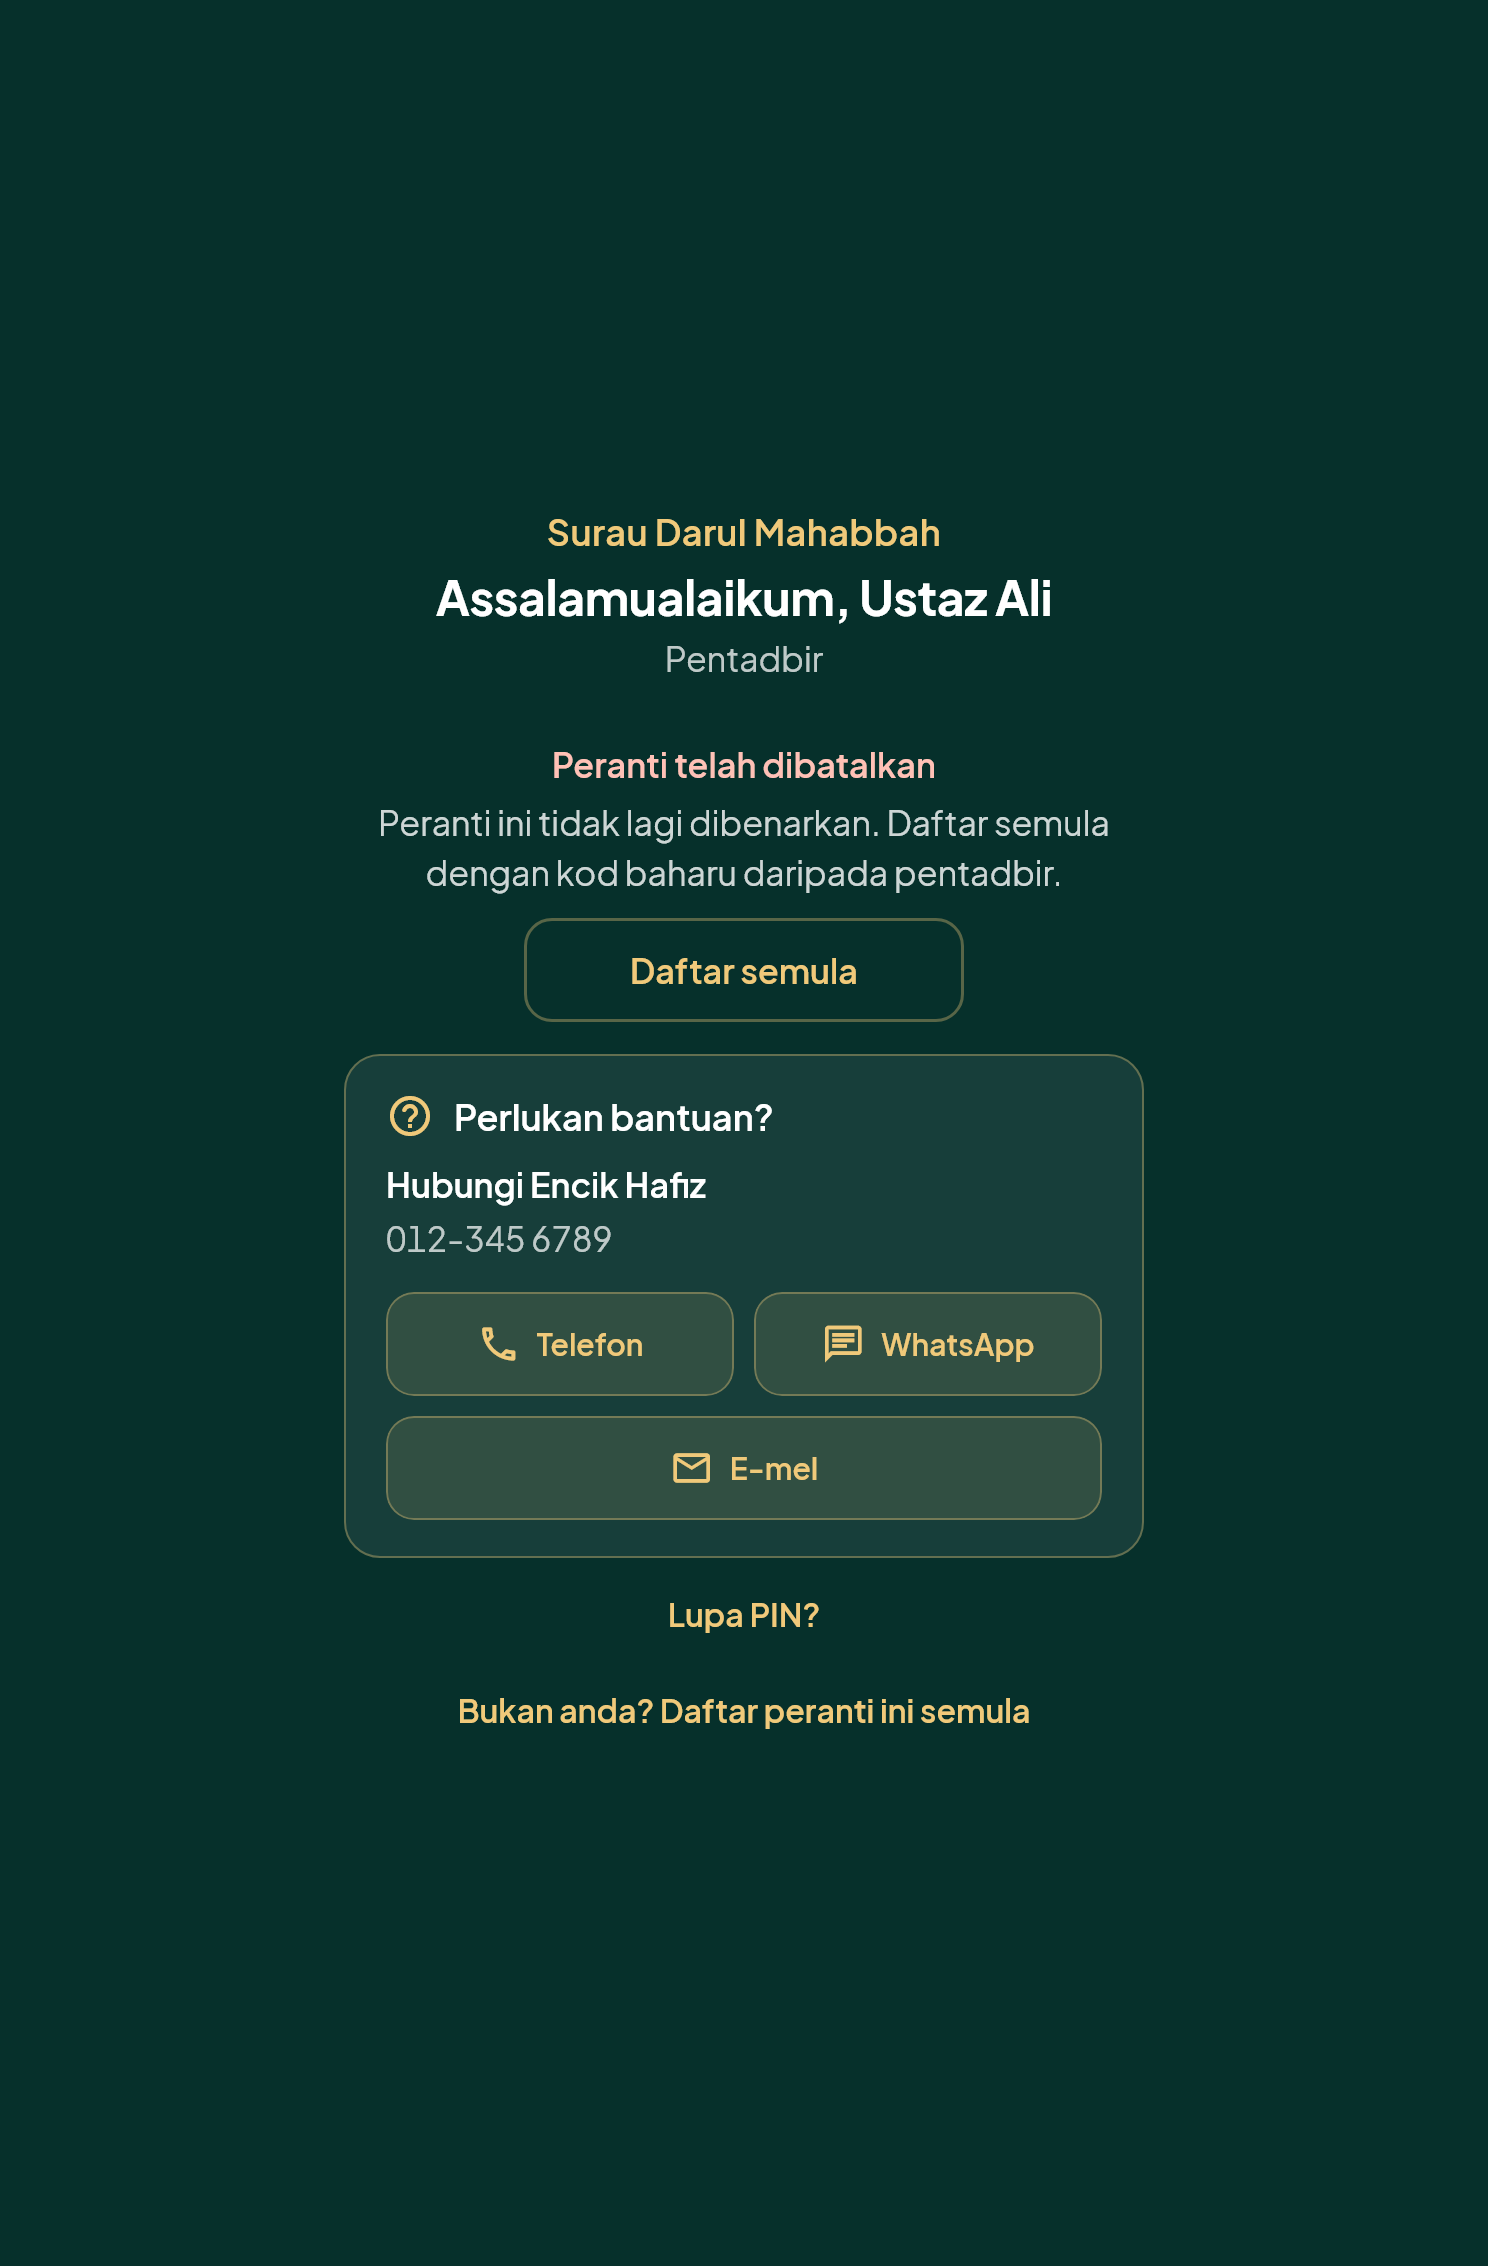 Surau Darul Mahabbah
Assalamualaikum, Ustaz Ali
Pentadbir
Peranti telah dibatalkan
Peranti ini tidak lagi dibenarkan. Daftar semula
dengan kod baharu daripada pentadbir.
Daftar semula
Perlukan bantuan?
Hubungi Encik Hafiz
012-345 6789
Telefon
WhatsApp
E-mel
Lupa PIN?
Bukan anda? Daftar peranti ini semula